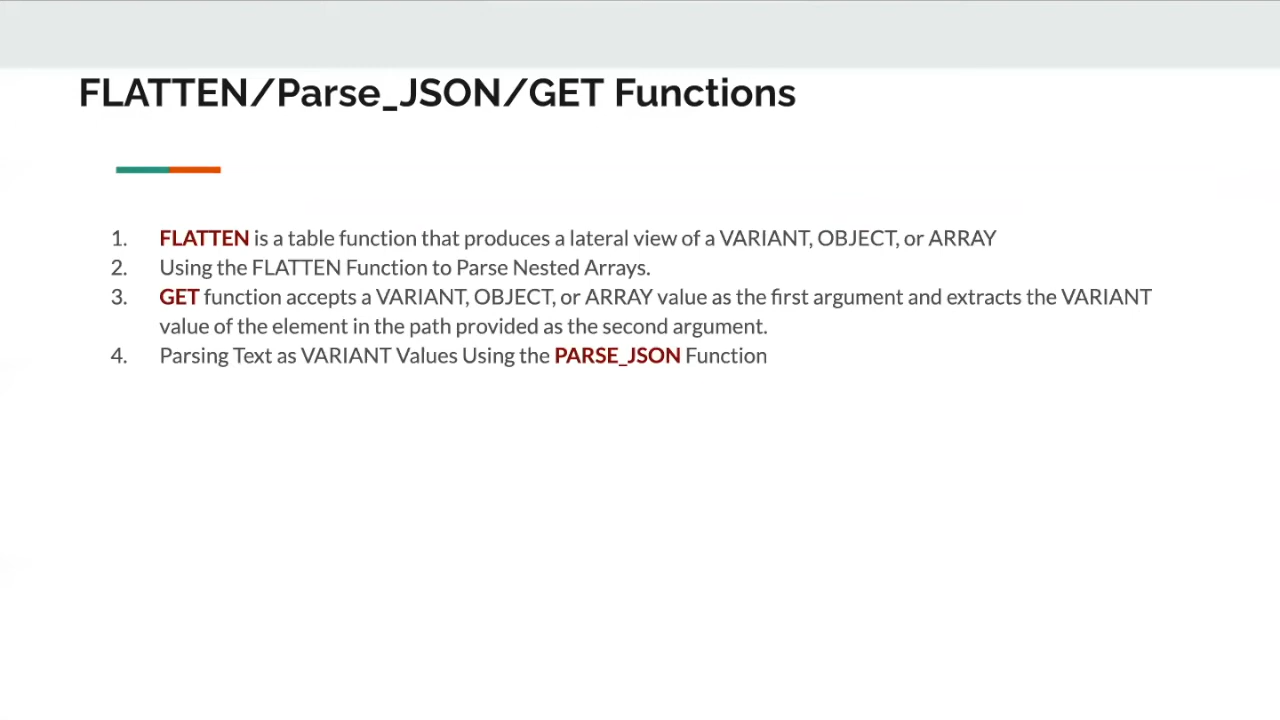 FLATTEN/Parse_JSON/GET Functions
1. FLATTEN is a table function that produces a lateral view of a VARIANT, OBJECT, or ARRAY
2. Using the FLATTEN Function to Parse Nested Arrays.
3. GET function accepts a VARIANT, OBJECT, or ARRAY value as the first argument and extracts the VARIANT
value of the element in the path provided as the second argument.
4. Parsing Text as VARIANT Values Using the PARSE_JSON Function